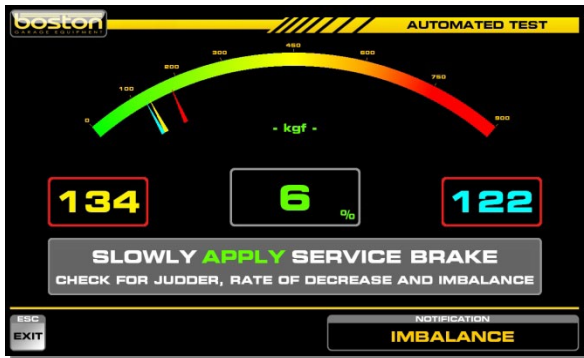 boston
GARAGE EQUIPMENT
AUTOMATED TEST
0
100
200
300
450
600
750
900
- kgf -
134
6 %
122
SLOWLY APPLY SERVICE BRAKE
CHECK FOR JUDDER, RATE OF DECREASE AND IMBALANCE
ESC
EXIT
NOTIFICATION
IMBALANCE